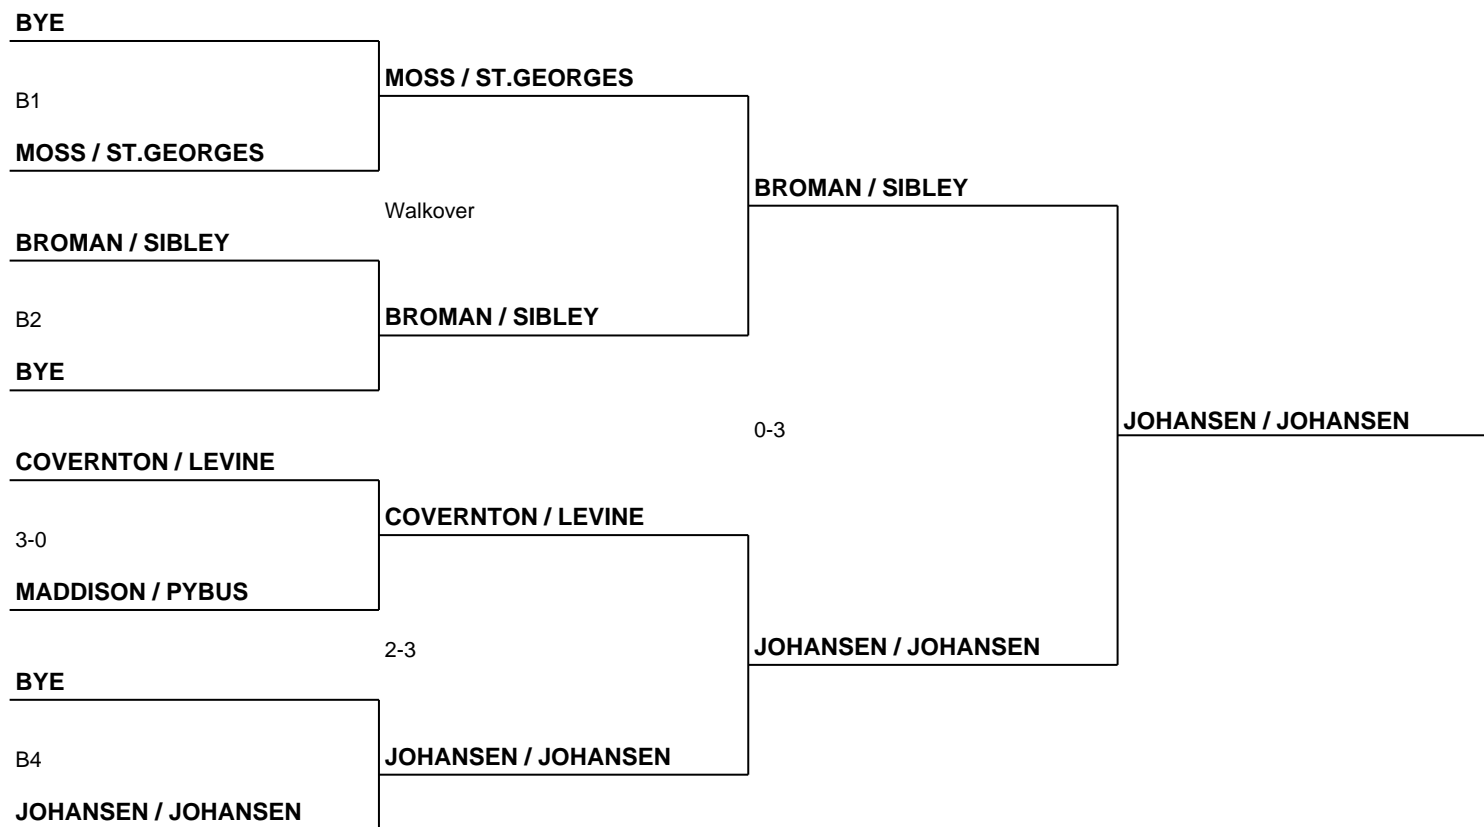 BYE
B1
MOSS / ST.GEORGES
BROMAN / SIBLEY
B2
BYE
COVERNTON / LEVINE
3-0
MADDISON / PYBUS
BYE
B4
JOHANSEN / JOHANSEN
MOSS / ST.GEORGES
Walkover
BROMAN / SIBLEY
COVERNTON / LEVINE
2-3
JOHANSEN / JOHANSEN
BROMAN / SIBLEY
0-3
JOHANSEN / JOHANSEN
JOHANSEN / JOHANSEN